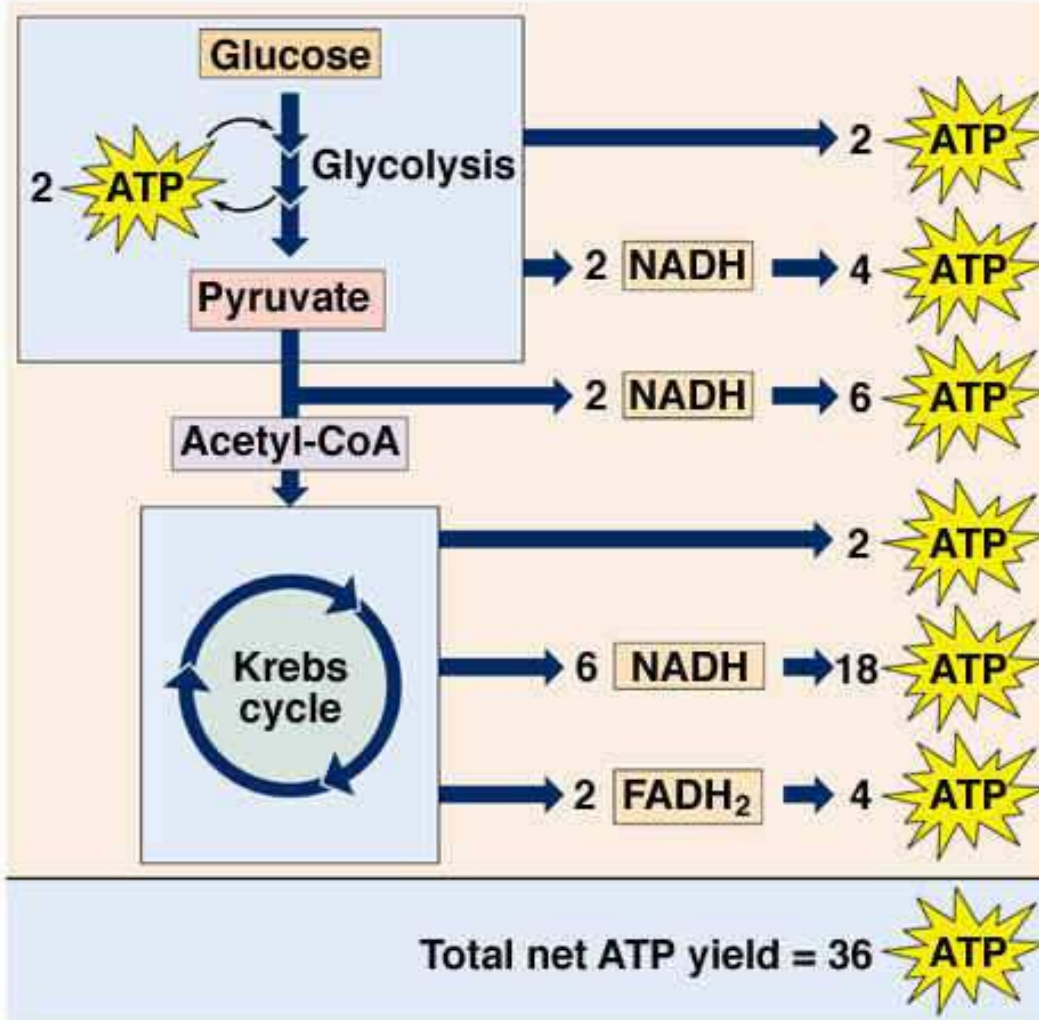 Glucose
2 ATP
Glycolysis
2 ATP
Pyruvate
2 NADH 4 ATP
2 NADH 6 ATP
Acetyl-CoA
2 ATP
Krebs
cycle
6 NADH 18 ATP
2 FADH₂ 4 ATP
Total net ATP yield = 36 ATP